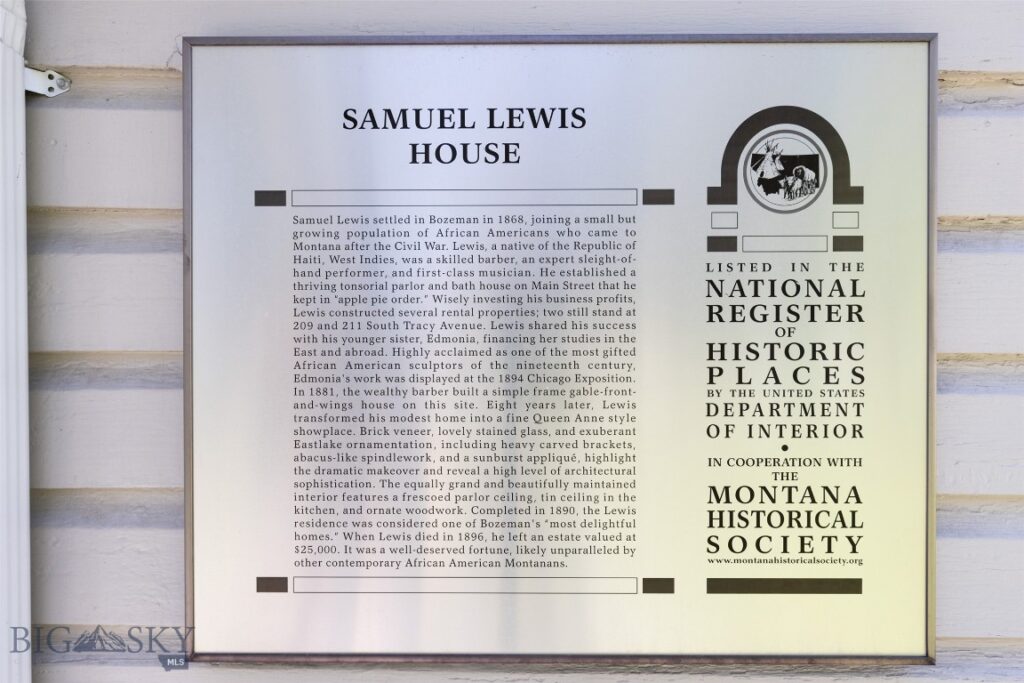 SAMUEL LEWIS
HOUSE
Samuel Lewis settled in Bozeman in 1868, joining a small but
growing population of African Americans who came to
Montana after the Civil War. Lewis, a native of the Republic of
Haiti, West Indies, was a skilled barber, an expert sleight-of-
hand performer, and first-class musician. He established a
thriving tonsorial parlor and bath house on Main Street that he
kept in "apple pie order." Wisely investing his business profits,
Lewis constructed several rental properties; two still stand at
209 and 211 South Tracy Avenue. Lewis shared his success
with his younger sister, Edmonia, financing her studies in the
East and abroad. Highly acclaimed as one of the most gifted
African American sculptors of the nineteenth century,
Edmonia's work was displayed at the 1894 Chicago Exposition.
In 1881, the wealthy barber built a simple frame gable-front-
and-wings house on this site. Eight years later, Lewis
transformed his modest home into a fine Queen Anne style
showplace. Brick veneer, lovely stained glass, and exuberant
Eastlake ornamentation, including heavy carved brackets,
abacus-like spindlework, and a sunburst appliqué, highlight
the dramatic makeover and reveal a high level of architectural
sophistication. The equally grand and beautifully maintained
interior features a frescoed parlor ceiling, tin ceiling in the
kitchen, and ornate woodwork. Completed in 1890, the Lewis
residence was considered one of Bozeman's "most delightful
homes." When Lewis died in 1896, he left an estate valued at
$25,000. It was a well-deserved fortune, likely unparalleled by
other contemporary African American Montanans.
LISTED IN THE
NATIONAL
REGISTER
OF
HISTORIC
PLACES
BY THE UNITED STATES
DEPARTMENT
OF INTERIOR
•
IN COOPERATION WITH
THE
MONTANA
HISTORICAL
SOCIETY
www.montanahistoricalsociety.org
BIG SKY
MLS